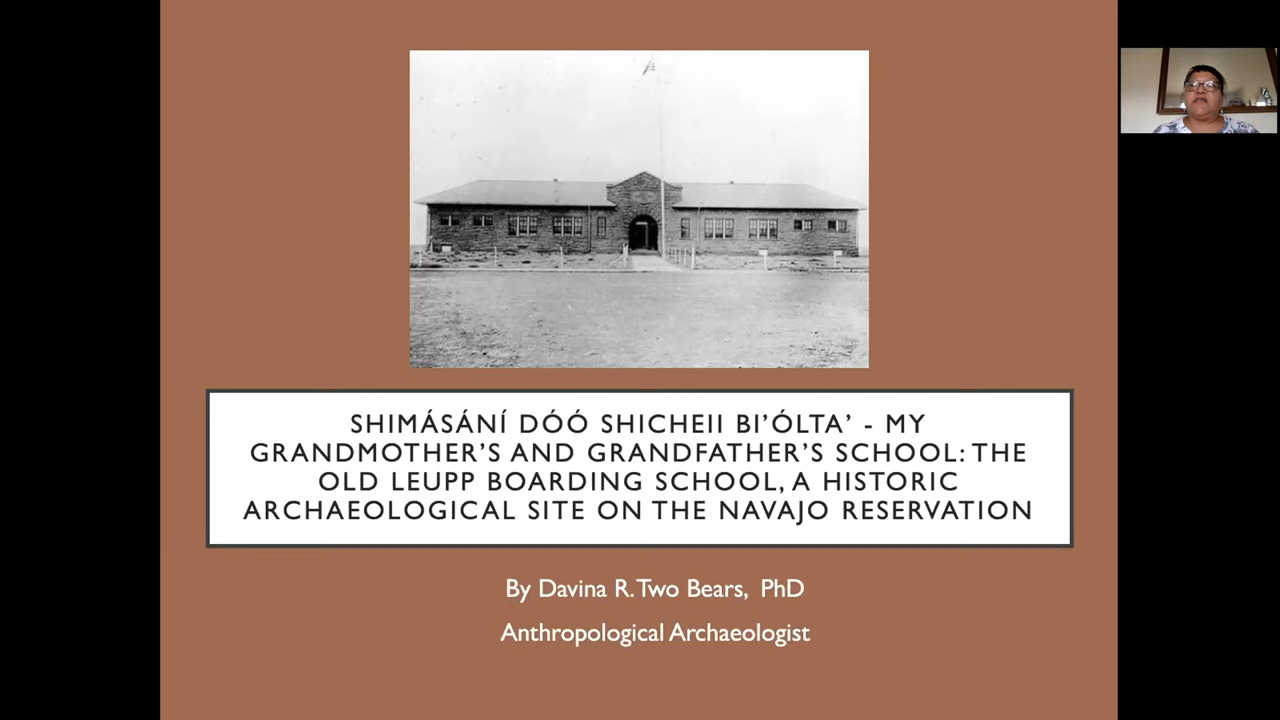 SHIMÁSÁNÍ DÓÓ SHICHEII BI’ÓLTA’ - MY
GRANDMOTHER’S AND GRANDFATHER’S SCHOOL: THE
OLD LEUPP BOARDING SCHOOL, A HISTORIC
ARCHAEOLOGICAL SITE ON THE NAVAJO RESERVATION
By Davina R. Two Bears, PhD
Anthropological Archaeologist